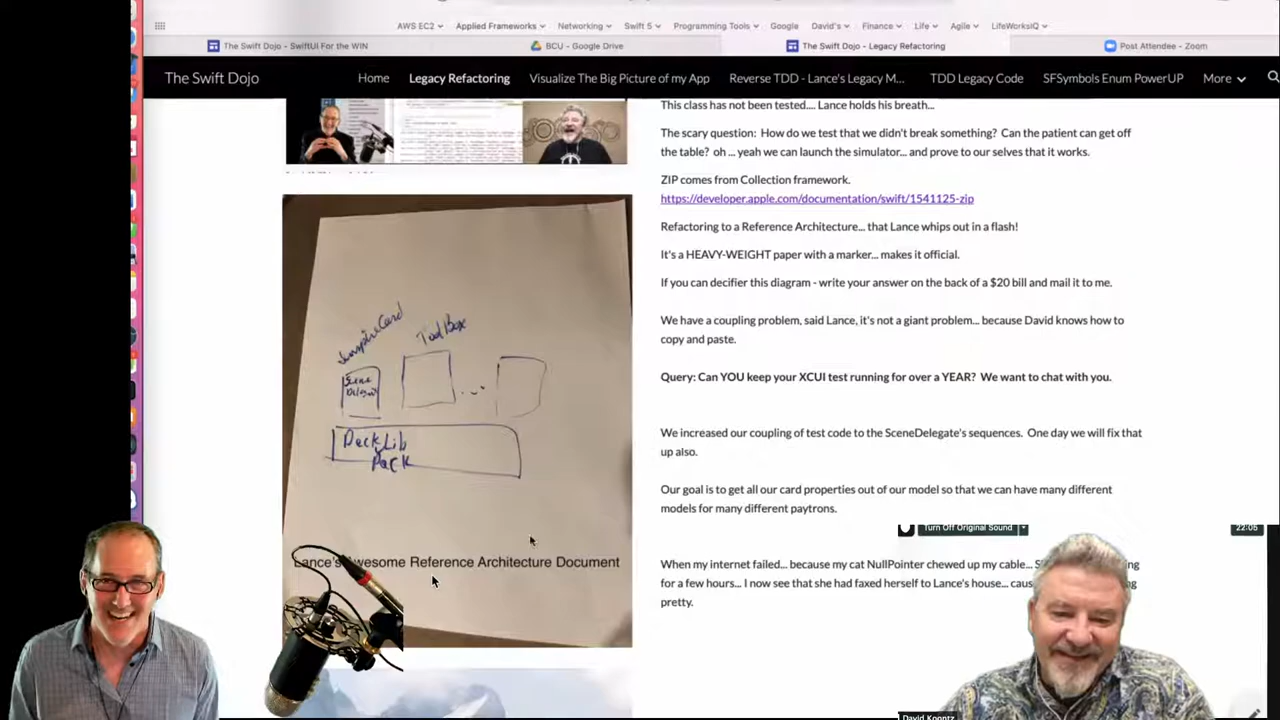 AWS EC2 Applied Frameworks Networking Swift 5 Programming Tools Google David's Finance Life Agile LifeWorksIQ
The Swift Dojo - SwiftUI For the WIN BCU - Google Drive The Swift Dojo - Legacy Refactoring Post Attendee - Zoom
The Swift Dojo Home Legacy Refactoring Visualize The Big Picture of my App Reverse TDD - Lance's Legacy M... TDD Legacy Code SFSymbols Enum PowerUP More
This class has not been tested.... Lance holds his breath...
The scary question: How do we test that we didn't break something? Can the patient can get off
the table? oh ... yeah we can launch the simulator... and prove to our selves that it works.
ZIP comes from Collection framework.
https://developer.apple.com/documentation/swift/1541125-zip
Refactoring to a Reference Architecture... that Lance whips out in a flash!
It's a HEAVY-WEIGHT paper with a marker... makes it official.
If you can decifier this diagram - write your answer on the back of a $20 bill and mail it to me.
We have a coupling problem, said Lance, it's not a giant problem... because David knows how to
copy and paste.
Query: Can YOU keep your XCUI test running for over a YEAR? We want to chat with you.
We increased our coupling of test code to the SceneDelegate's sequences. One day we will fix that
up also.
Our goal is to get all our card properties out of our model so that we can have many different
models for many different paytrons.
When my internet failed... because my cat NullPointer chewed up my cable...
for a few hours... I now see that she had faxed herself to Lance's house...
pretty.
ToolBox
Scene
Delegat
DeckLib
Pack
Lance's Awesome Reference Architecture Document
Turn Off Original Sound 22:05
David Koontz